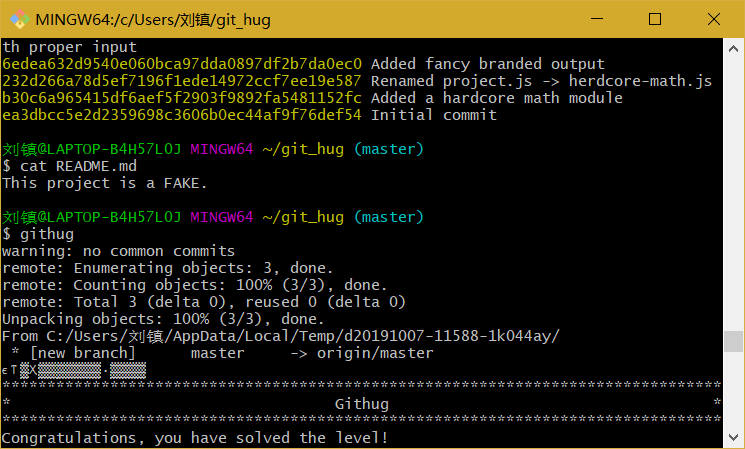 MINGW64:/c/Users/刘镇/git_hug
th proper input
6edea632d9540e060bca97dda0897df2b7da0ec0 Added fancy branded output
232d266a78d5ef7196f1ede14972ccf7ee19e587 Renamed project.js -> herdcore-math.js
b30c6a965415df6aef5f2903f9892fa5481152fc Added a hardcore math module
ea3dbcc5e2d2359698c3606b0ec44af9f76def54 Initial commit
刘镇@LAPTOP-B4H57LOJ MINGW64 ~/git_hug (master)
$ cat README.md
This project is a FAKE.
刘镇@LAPTOP-B4H57LOJ MINGW64 ~/git_hug (master)
$ githug
warning: no common commits
remote: Enumerating objects: 3, done.
remote: Counting objects: 100% (3/3), done.
remote: Total 3 (delta 0), reused 0 (delta 0)
Unpacking objects: 100% (3/3), done.
From C:/Users/刘镇/AppData/Local/Temp/d20191007-11588-1k044ay/
 * [new branch]      master     -> origin/master
********************************************************************************
*                                    Githug                                    *
********************************************************************************
Congratulations, you have solved the level!